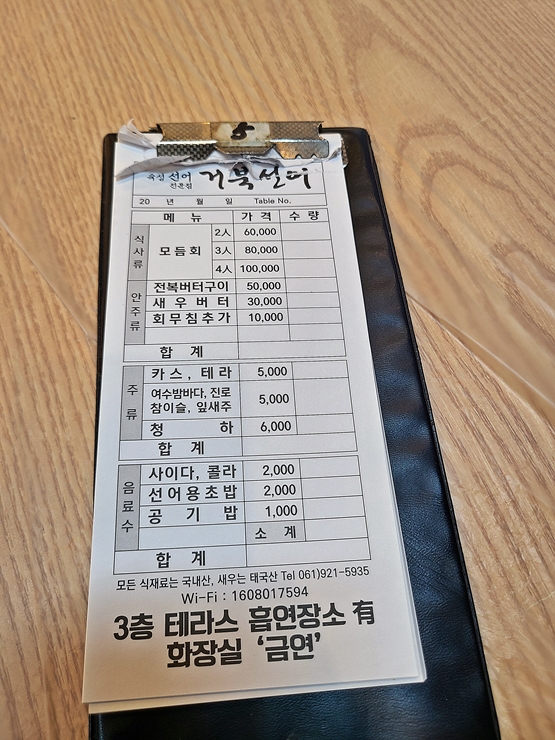 5
숙성 선어 전문점 거북선띠
20 년 월 일 Table No.
메 뉴 가 격 수 량
식사류 모듬회 2人 60,000
3人 80,000
4人 100,000
안주류 전복버터구이 50,000
새 우 버 터 30,000
회무침추가 10,000
합 계
주류 카스, 테라 5,000
여수밤바다, 진로
참이슬, 잎새주 5,000
청 하 6,000
합 계
음료수 사이다, 콜라 2,000
선어용초밥 2,000
공 기 밥 1,000
소 계
합 계
모든 식재료는 국내산, 새우는 태국산 Tel 061)921-5935
Wi-Fi : 1608017594
3층 테라스 흡연장소 有
화장실 ‘금연’